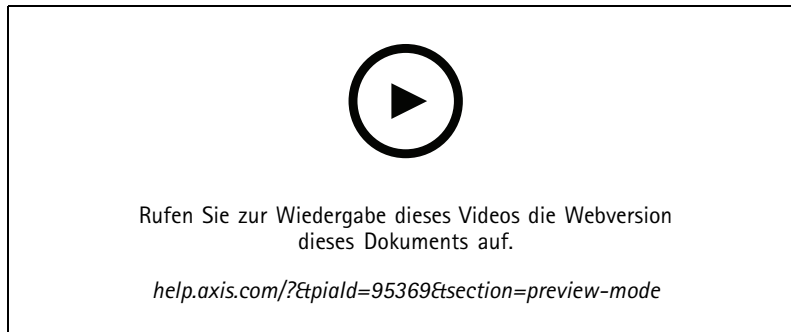 Rufen Sie zur Wiedergabe dieses Videos die Webversion
dieses Dokuments auf.
help.axis.com/?&piaId=95369&section=preview-mode